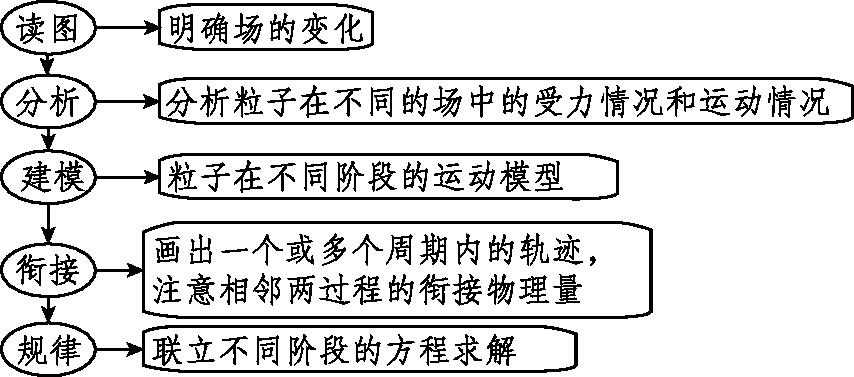 读图 明确场的变化
分析 分析粒子在不同的场中的受力情况和运动情况
建模 粒子在不同阶段的运动模型
衔接 画出一个或多个周期内的轨迹，
注意相邻两过程的衔接物理量
规律 联立不同阶段的方程求解